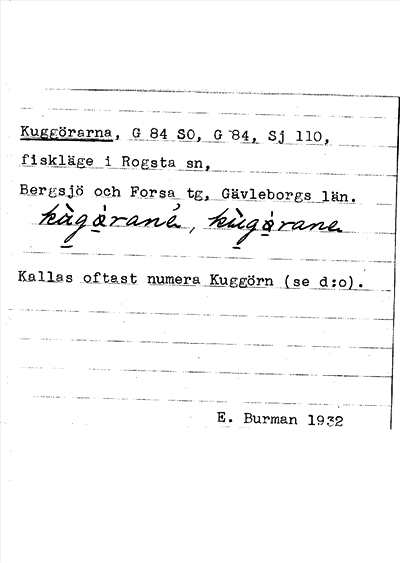 Kuggörarna, G 84 SO, G 84, Sj 110,
fiskläge i Rogsta sn,
Bergsjö och Forsa tg, Gävleborgs län.
Kallas oftast numera Kuggörn (se d:o).
E. Burman 1932